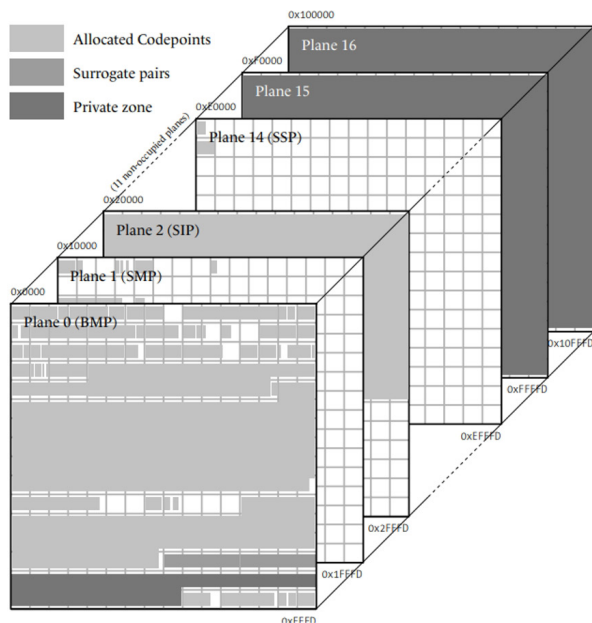 Allocated Codepoints
Surrogate pairs
Private zone
0x100000
Plane 16
0xF0000
Plane 15
0xE0000
Plane 14 (SSP)
(11 non-occupied planes)
0x20000
Plane 2 (SIP)
0x10000
Plane 1 (SMP)
0x0000
Plane 0 (BMP)
0x10FFFD
0xFFFFD
0xEFFFD
0x2FFFD
0x1FFFD
0xFFFD